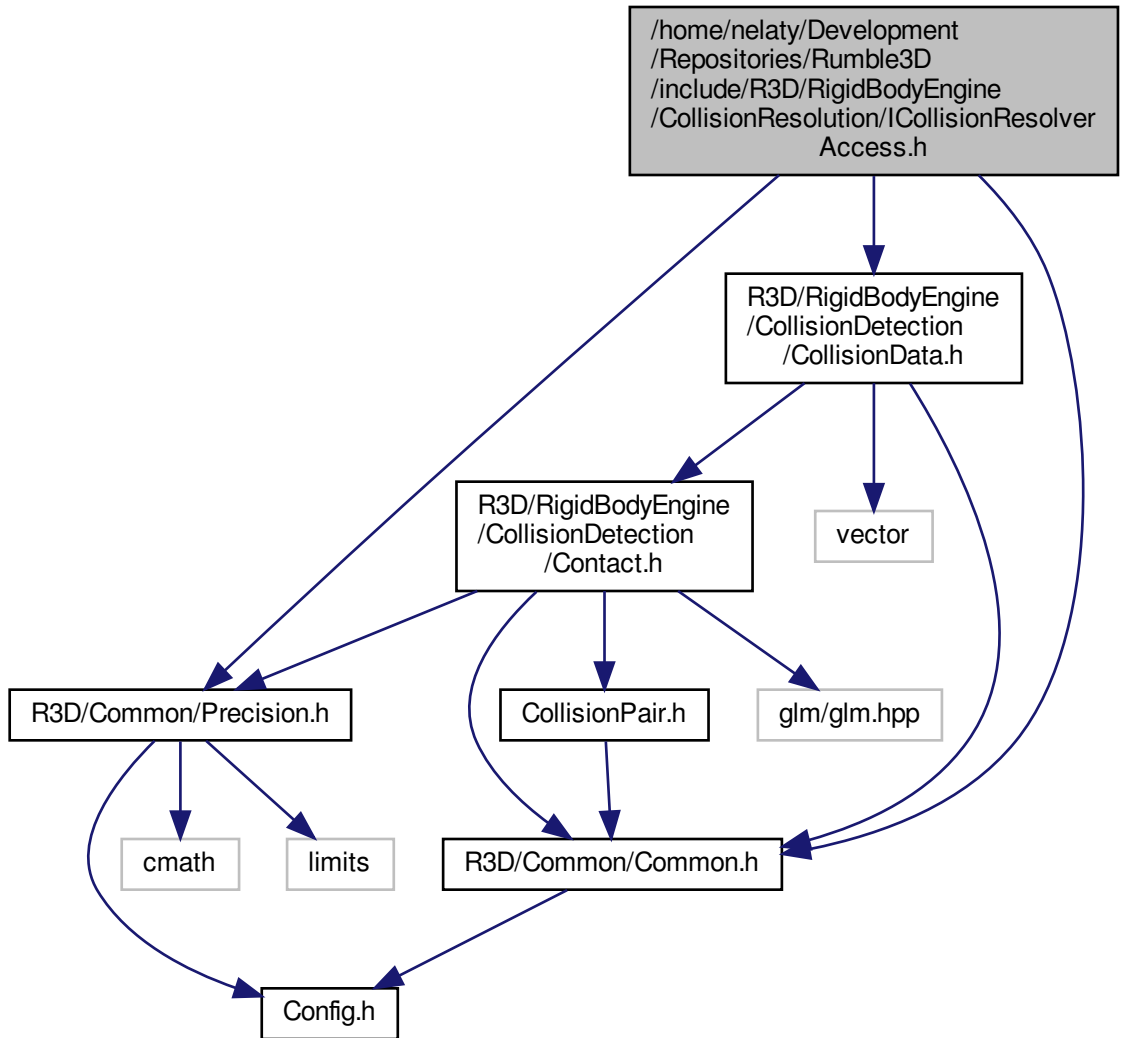 /home/nelaty/Development
/Repositories/Rumble3D
/include/R3D/RigidBodyEngine
/CollisionResolution/ICollisionResolver
Access.h
R3D/RigidBodyEngine
/CollisionDetection
/CollisionData.h
R3D/RigidBodyEngine
/CollisionDetection
/Contact.h
vector
R3D/Common/Precision.h
CollisionPair.h
glm/glm.hpp
cmath
limits
R3D/Common/Common.h
Config.h